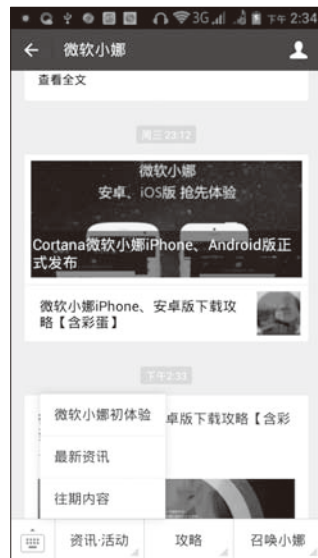 3G 下午 2:34
微软小娜
查看全文
周三 23:12
微软小娜
安卓、iOS版 抢先体验
Cortana微软小娜iPhone、Android版正
式发布
微软小娜iPhone、安卓版下载攻
略【含彩蛋】
下午2:33
卓版下载攻略【含彩
微软小娜初体验
最新资讯
往期内容
资讯·活动
攻略
召唤小娜